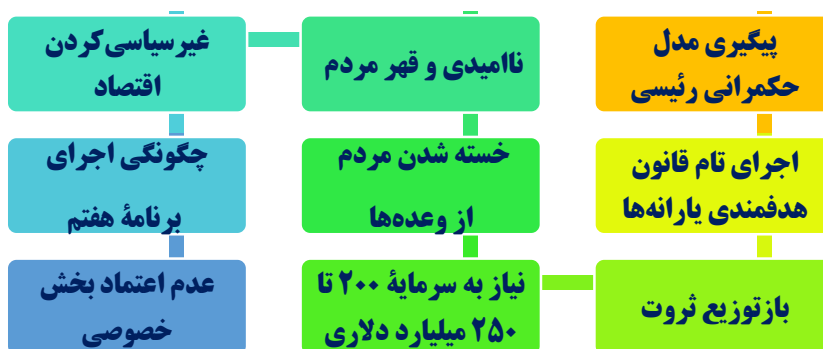 پیگیری مدل
حکمرانی رئیسی
اجرای تام قانون
هدفمندی یارانه‌ها
بازتوزیع ثروت
نیاز به سرمایهٔ ۲۰۰ تا
۲۵۰ میلیارد دلاری
خسته شدن مردم
از وعده‌ها
ناامیدی و قهر مردم
غیرسیاسی‌کردن
اقتصاد
چگونگی اجرای
برنامهٔ هفتم
عدم اعتماد بخش
خصوصی